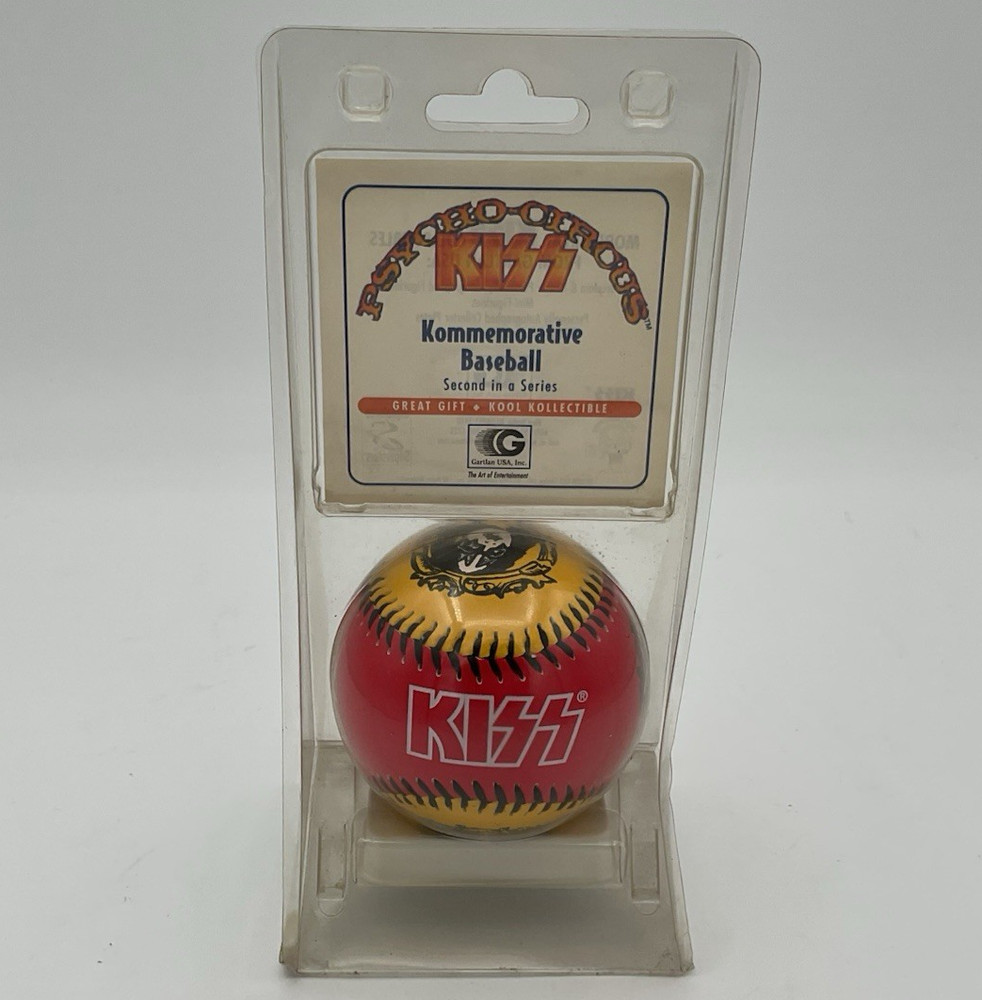 PSYCHO-CIRCUS™
KISS
Kommemorative
Baseball
Second in a Series
GREAT GIFT ◆ KOOL KOLLECTIBLE
G
Gartlan USA, Inc.
The Art of Entertainment
KISS®